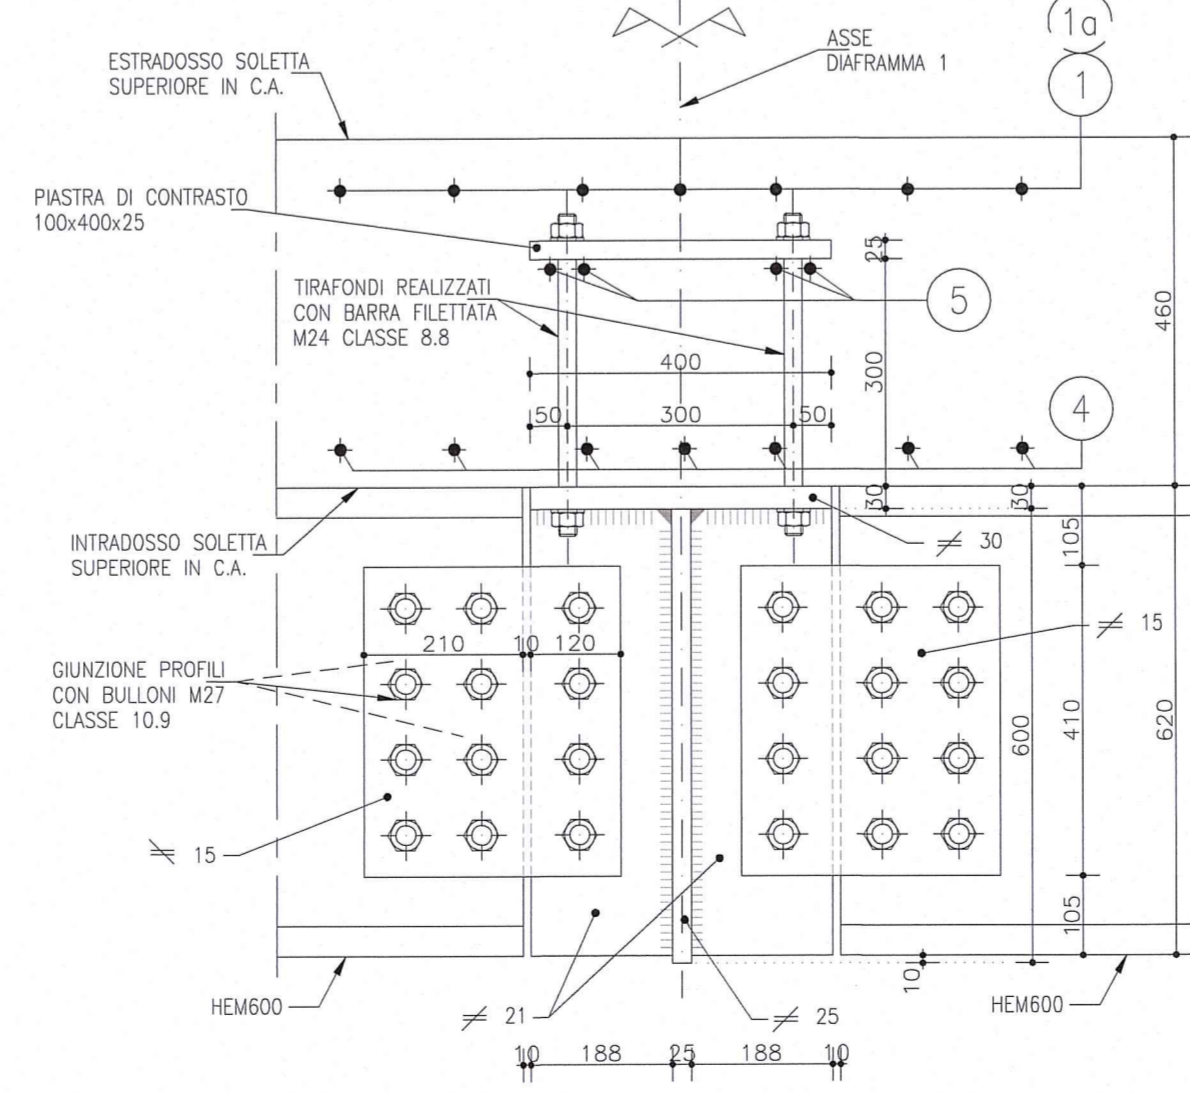 1a
1
ASSE
DIAFRAMMA 1
ESTRADOSSO SOLETTA
SUPERIORE IN C.A.
PIASTRA DI CONTRASTO
100x400x25
25
TIRAFONDI REALIZZATI
CON BARRA FILETTATA
M24 CLASSE 8.8
5
460
400
300
50
300
50
4
30
30
INTRADOSSO SOLETTA
SUPERIORE IN C.A.
30
105
15
210
10
120
GIUNZIONE PROFILI
CON BULLONI M27
CLASSE 10.9
600
410
620
15
105
10
HEM600
21
25
HEM600
10
188
25
188
10